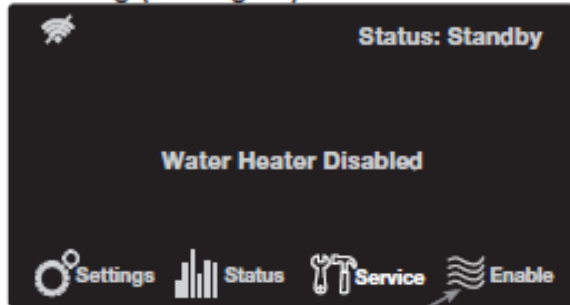 Status: Standby
Water Heater Disabled
Settings Status Service Enable